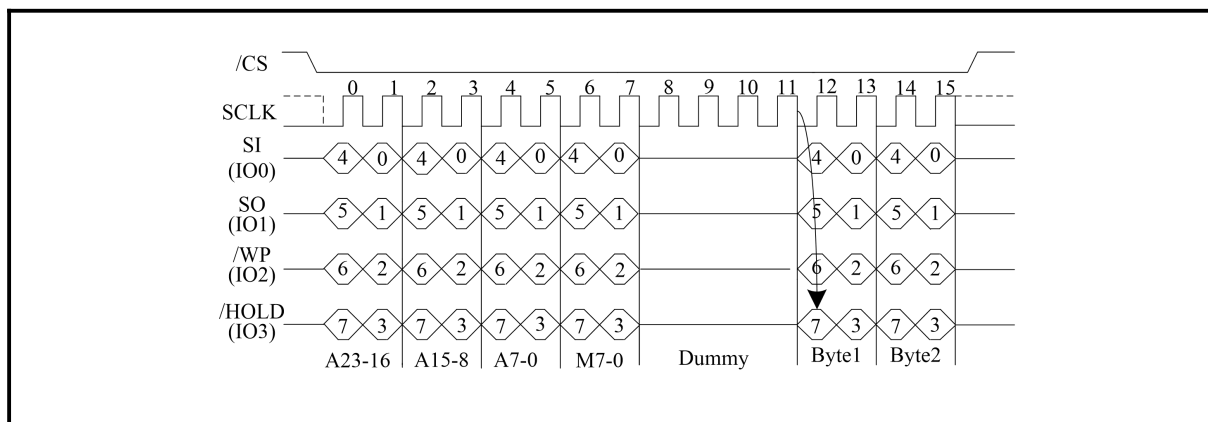 /CS
0 1 2 3 4 5 6 7 8 9 10 11 12 13 14 15
SCLK
SI
(IO0) 4 0 4 0 4 0 4 0 4 0 4 0
SO
(IO1) 5 1 5 1 5 1 5 1 5 1 5 1
/WP
(IO2) 6 2 6 2 6 2 6 2 6 2 6 2
/HOLD
(IO3) 7 3 7 3 7 3 7 3 7 3 7 3
A23-16 A15-8 A7-0 M7-0 Dummy Byte1 Byte2